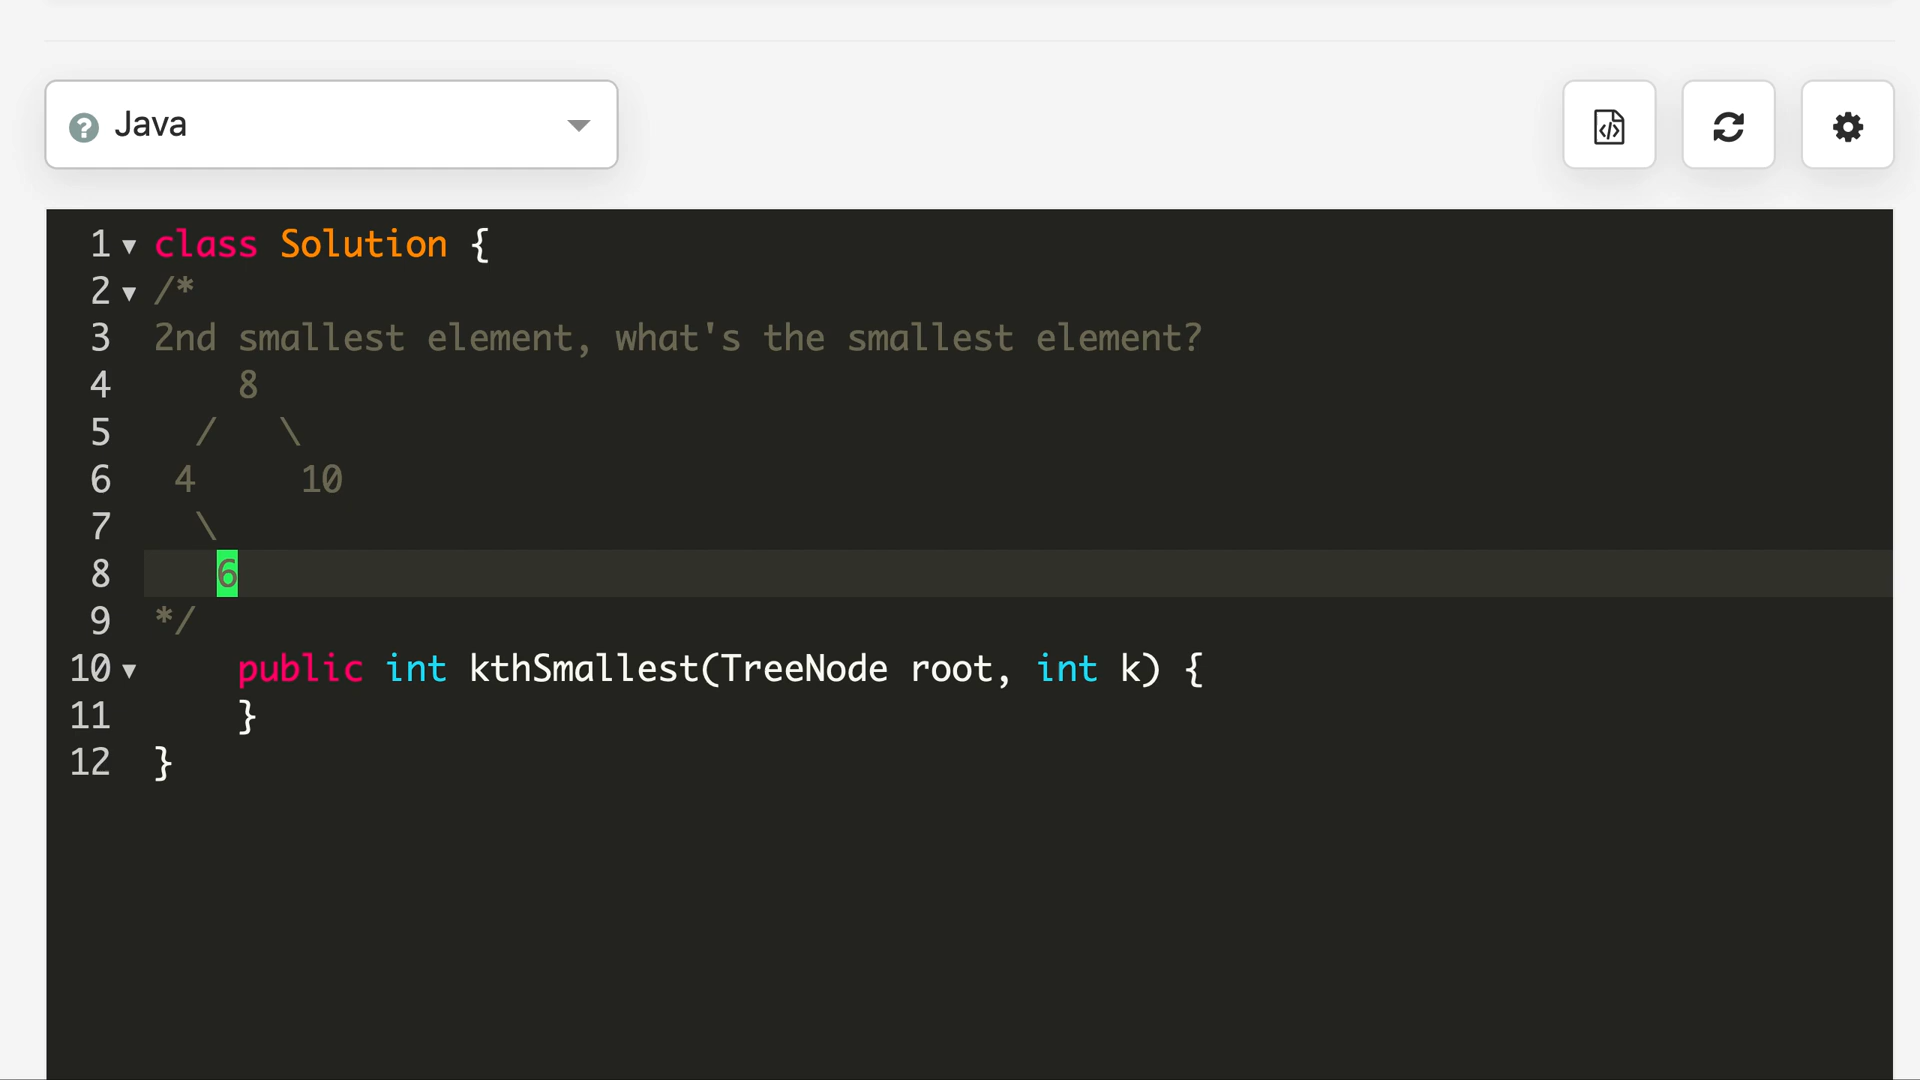 Java
1 class Solution {
2 /*
3 2nd smallest element, what's the smallest element?
4     8
5   /   \
6  4     10
7   \
8    6
9 */
10     public int kthSmallest(TreeNode root, int k) {
11     }
12 }